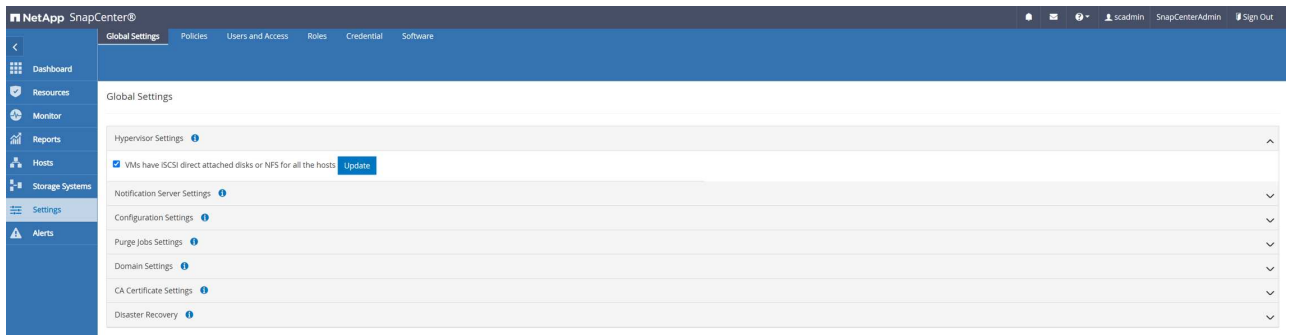 NetApp SnapCenter®
scadmin SnapCenterAdmin Sign Out
Global Settings Policies Users and Access Roles Credential Software
Dashboard
Resources
Monitor
Reports
Hosts
Storage Systems
Settings
Alerts
Global Settings
Hypervisor Settings
VMs have iSCSI direct attached disks or NFS for all the hosts Update
Notification Server Settings
Configuration Settings
Purge Jobs Settings
Domain Settings
CA Certificate Settings
Disaster Recovery